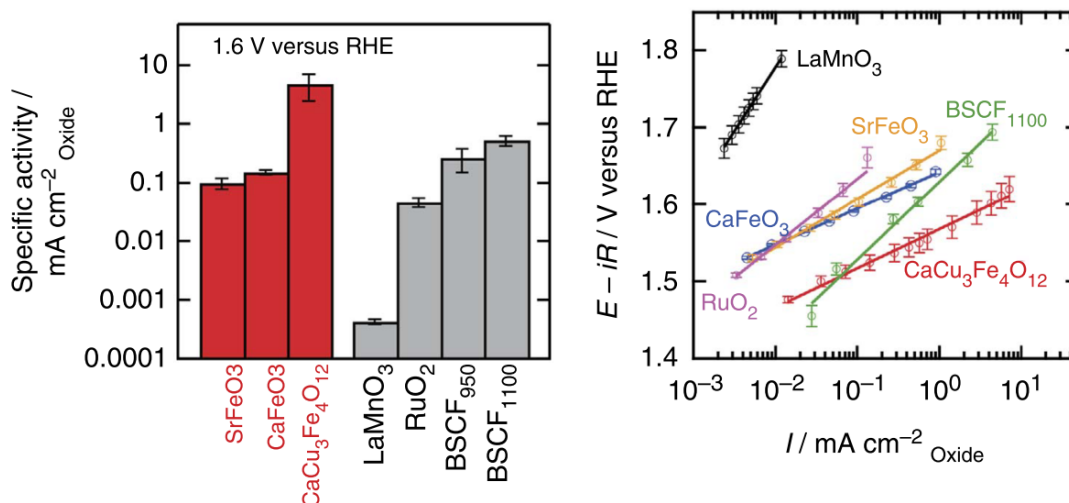 1.6 V versus RHE
Specific activity /
mA cm⁻² Oxide
10
1
0.1
0.01
0.001
0.0001
SrFeO3
CaFeO3
CaCu₃Fe₄O₁₂
LaMnO₃
RuO₂
BSCF₉₅₀
BSCF₁₁₀₀
E – iR / V versus RHE
1.8
1.7
1.6
1.5
1.4
LaMnO₃
BSCF₁₁₀₀
SrFeO₃
CaFeO₃
CaCu₃Fe₄O₁₂
RuO₂
10⁻³ 10⁻² 10⁻¹ 10⁰ 10¹
I / mA cm⁻² Oxide